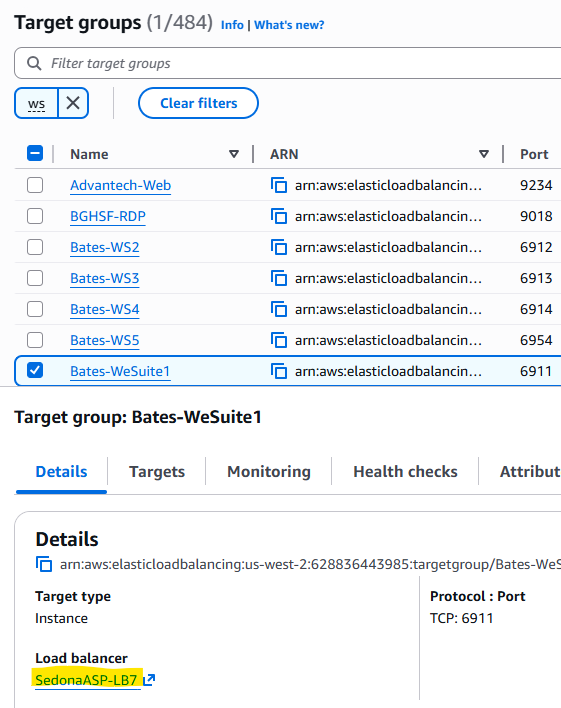 Target groups (1/484) Info | What's new?
Filter target groups
ws
Clear filters
Name ARN Port
Advantech-Web arn:aws:elasticloadbalancin... 9234
BGHSF-RDP arn:aws:elasticloadbalancin... 9018
Bates-WS2 arn:aws:elasticloadbalancin... 6912
Bates-WS3 arn:aws:elasticloadbalancin... 6913
Bates-WS4 arn:aws:elasticloadbalancin... 6914
Bates-WS5 arn:aws:elasticloadbalancin... 6954
Bates-WeSuite1 arn:aws:elasticloadbalancin... 6911
Target group: Bates-WeSuite1
Details Targets Monitoring Health checks Attribut
Details
arn:aws:elasticloadbalancing:us-west-2:628836443985:targetgroup/Bates-WeS
Target type
Instance
Protocol : Port
TCP: 6911
Load balancer
SedonaASP-LB7